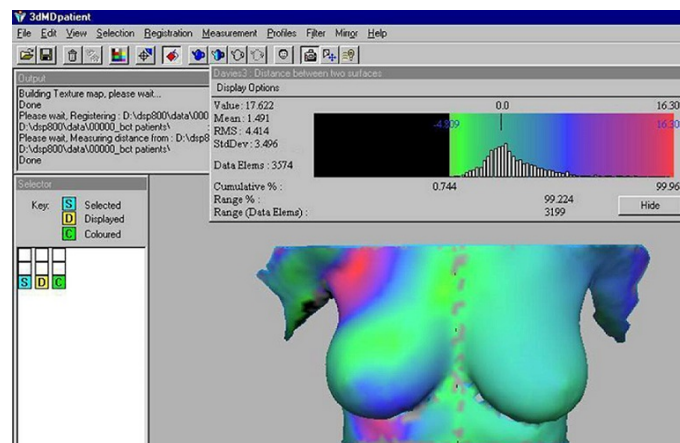 3dMDpatient
File Edit View Selection Registration Measurement Profiles Filter Mirror Help
Output
Building Texture map, please wait...
Done
Please wait, Registering : D:\dsp800\data\000
D:\dsp800\data\00000_bct patients\
Please wait, Measuring distance from : D:\dsp8
D:\dsp800\data\00000_bct patients\
Done
Davies3 : Distance between two surfaces
Display Options
Value: 17.622 0.0 16.30
Mean : 1.491 -4.809 16.30
RMS : 4.414
StdDev : 3.496
Data Elems : 3574
Cumulative % : 0.744 99.96
Range % : 99.224
Range (Data Elems) : 3199
Hide
Selector
Key: S Selected
D Displayed
C Coloured
S D C